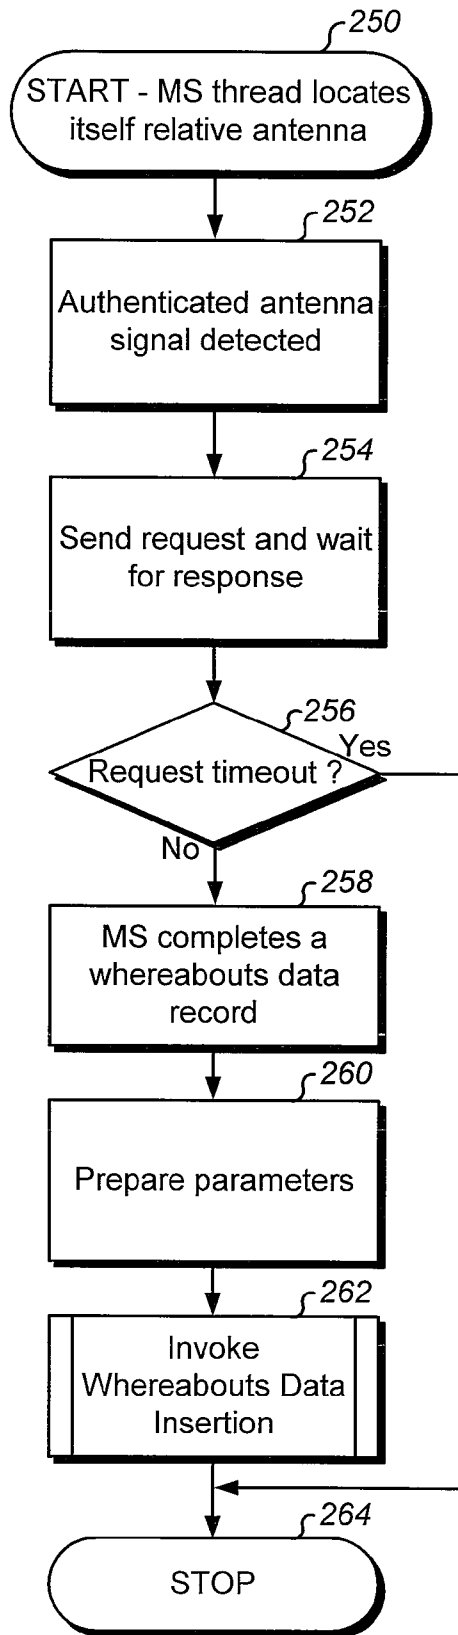 250
START - MS thread locates
itself relative antenna
252
Authenticated antenna
signal detected
254
Send request and wait
for response
256
Request timeout ?
Yes
No
258
MS completes a
whereabouts data
record
260
Prepare parameters
262
Invoke
Whereabouts Data
Insertion
264
STOP